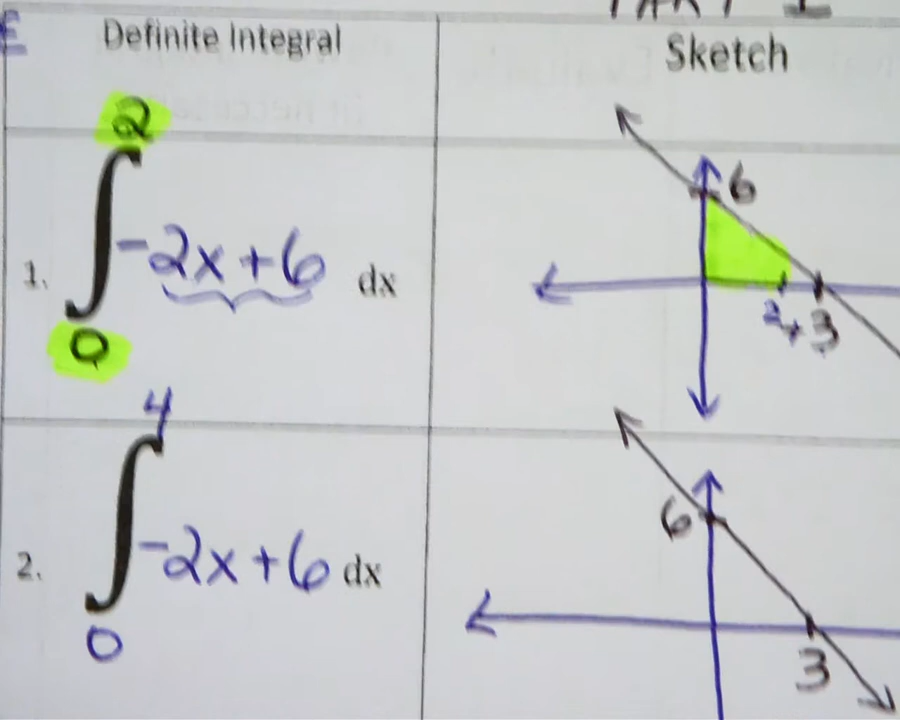 E
Definite Integral
Sketch
1.
2
∫ -2x + 6 dx
0
6
2 3
2.
4
∫ -2x + 6 dx
0
6
3